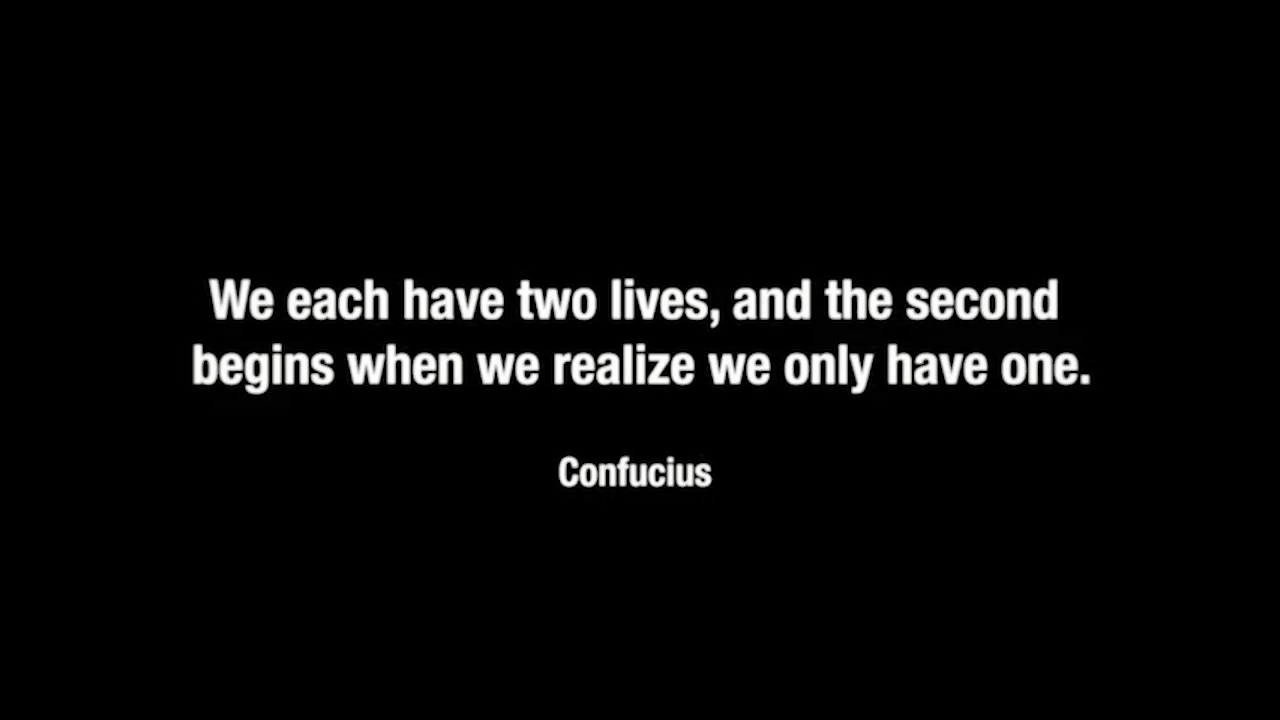 We each have two lives, and the second
begins when we realize we only have one.
Confucius